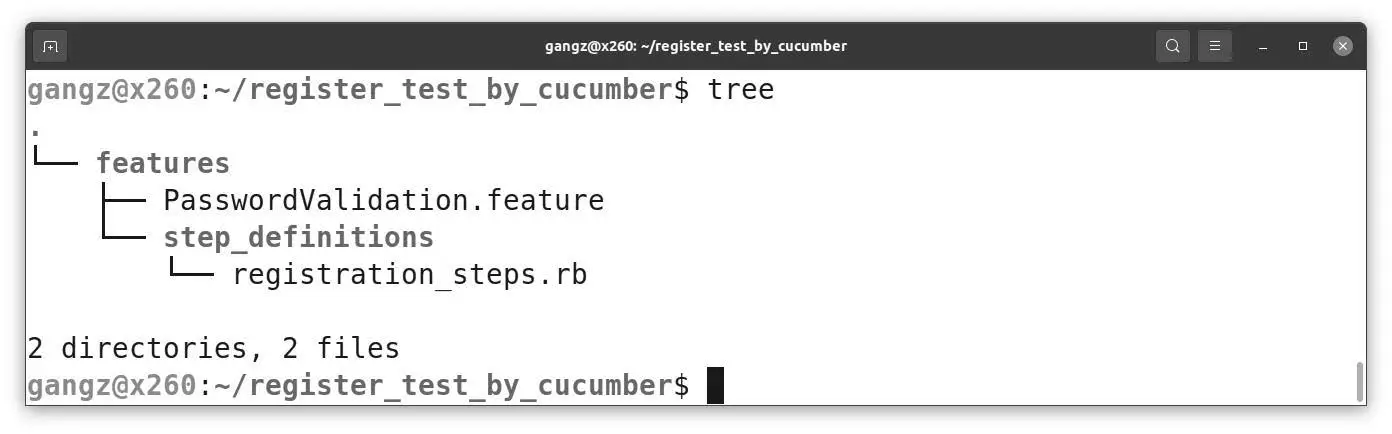 gangz@x260: ~/register_test_by_cucumber
gangz@x260:~/register_test_by_cucumber$ tree
.
└── features
    ├── PasswordValidation.feature
    └── step_definitions
        └── registration_steps.rb
2 directories, 2 files
gangz@x260:~/register_test_by_cucumber$